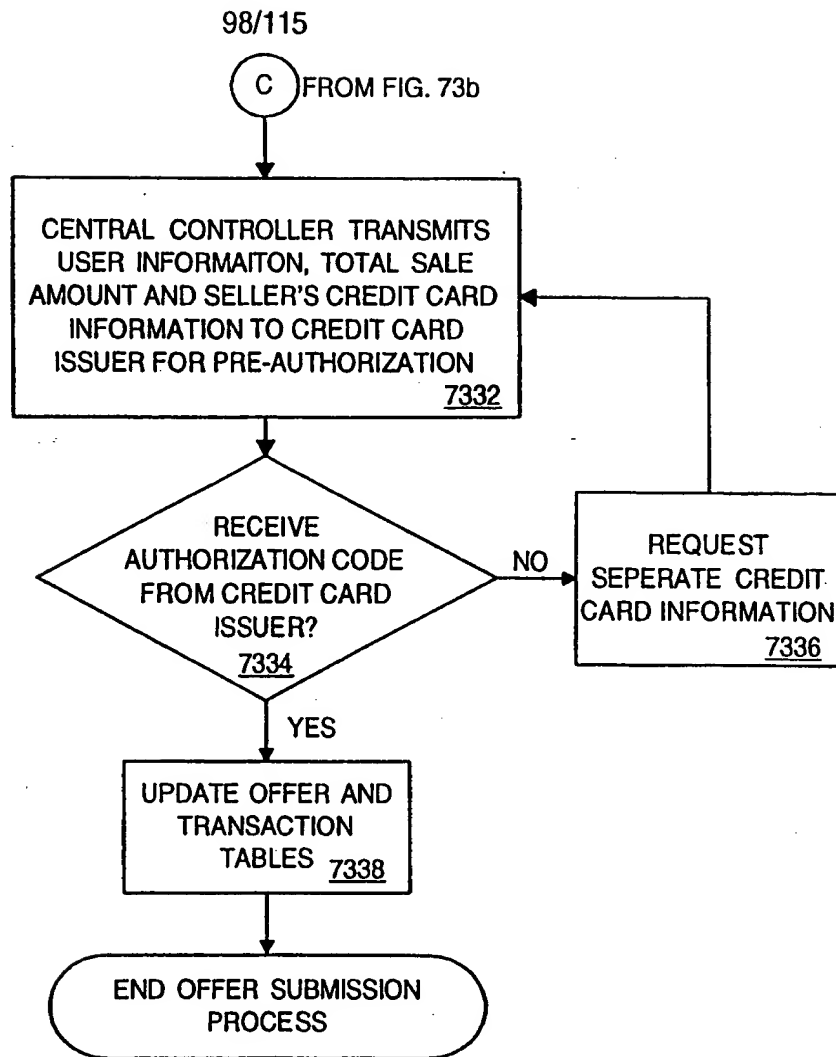 98/115
C FROM FIG. 73b
CENTRAL CONTROLLER TRANSMITS
USER INFORMAITON, TOTAL SALE
AMOUNT AND SELLER'S CREDIT CARD
INFORMATION TO CREDIT CARD
ISSUER FOR PRE-AUTHORIZATION
7332
RECEIVE
AUTHORIZATION CODE
FROM CREDIT CARD
ISSUER?
7334
NO
REQUEST
SEPERATE CREDIT
CARD INFORMATION
7336
YES
UPDATE OFFER AND
TRANSACTION
TABLES 7338
END OFFER SUBMISSION
PROCESS